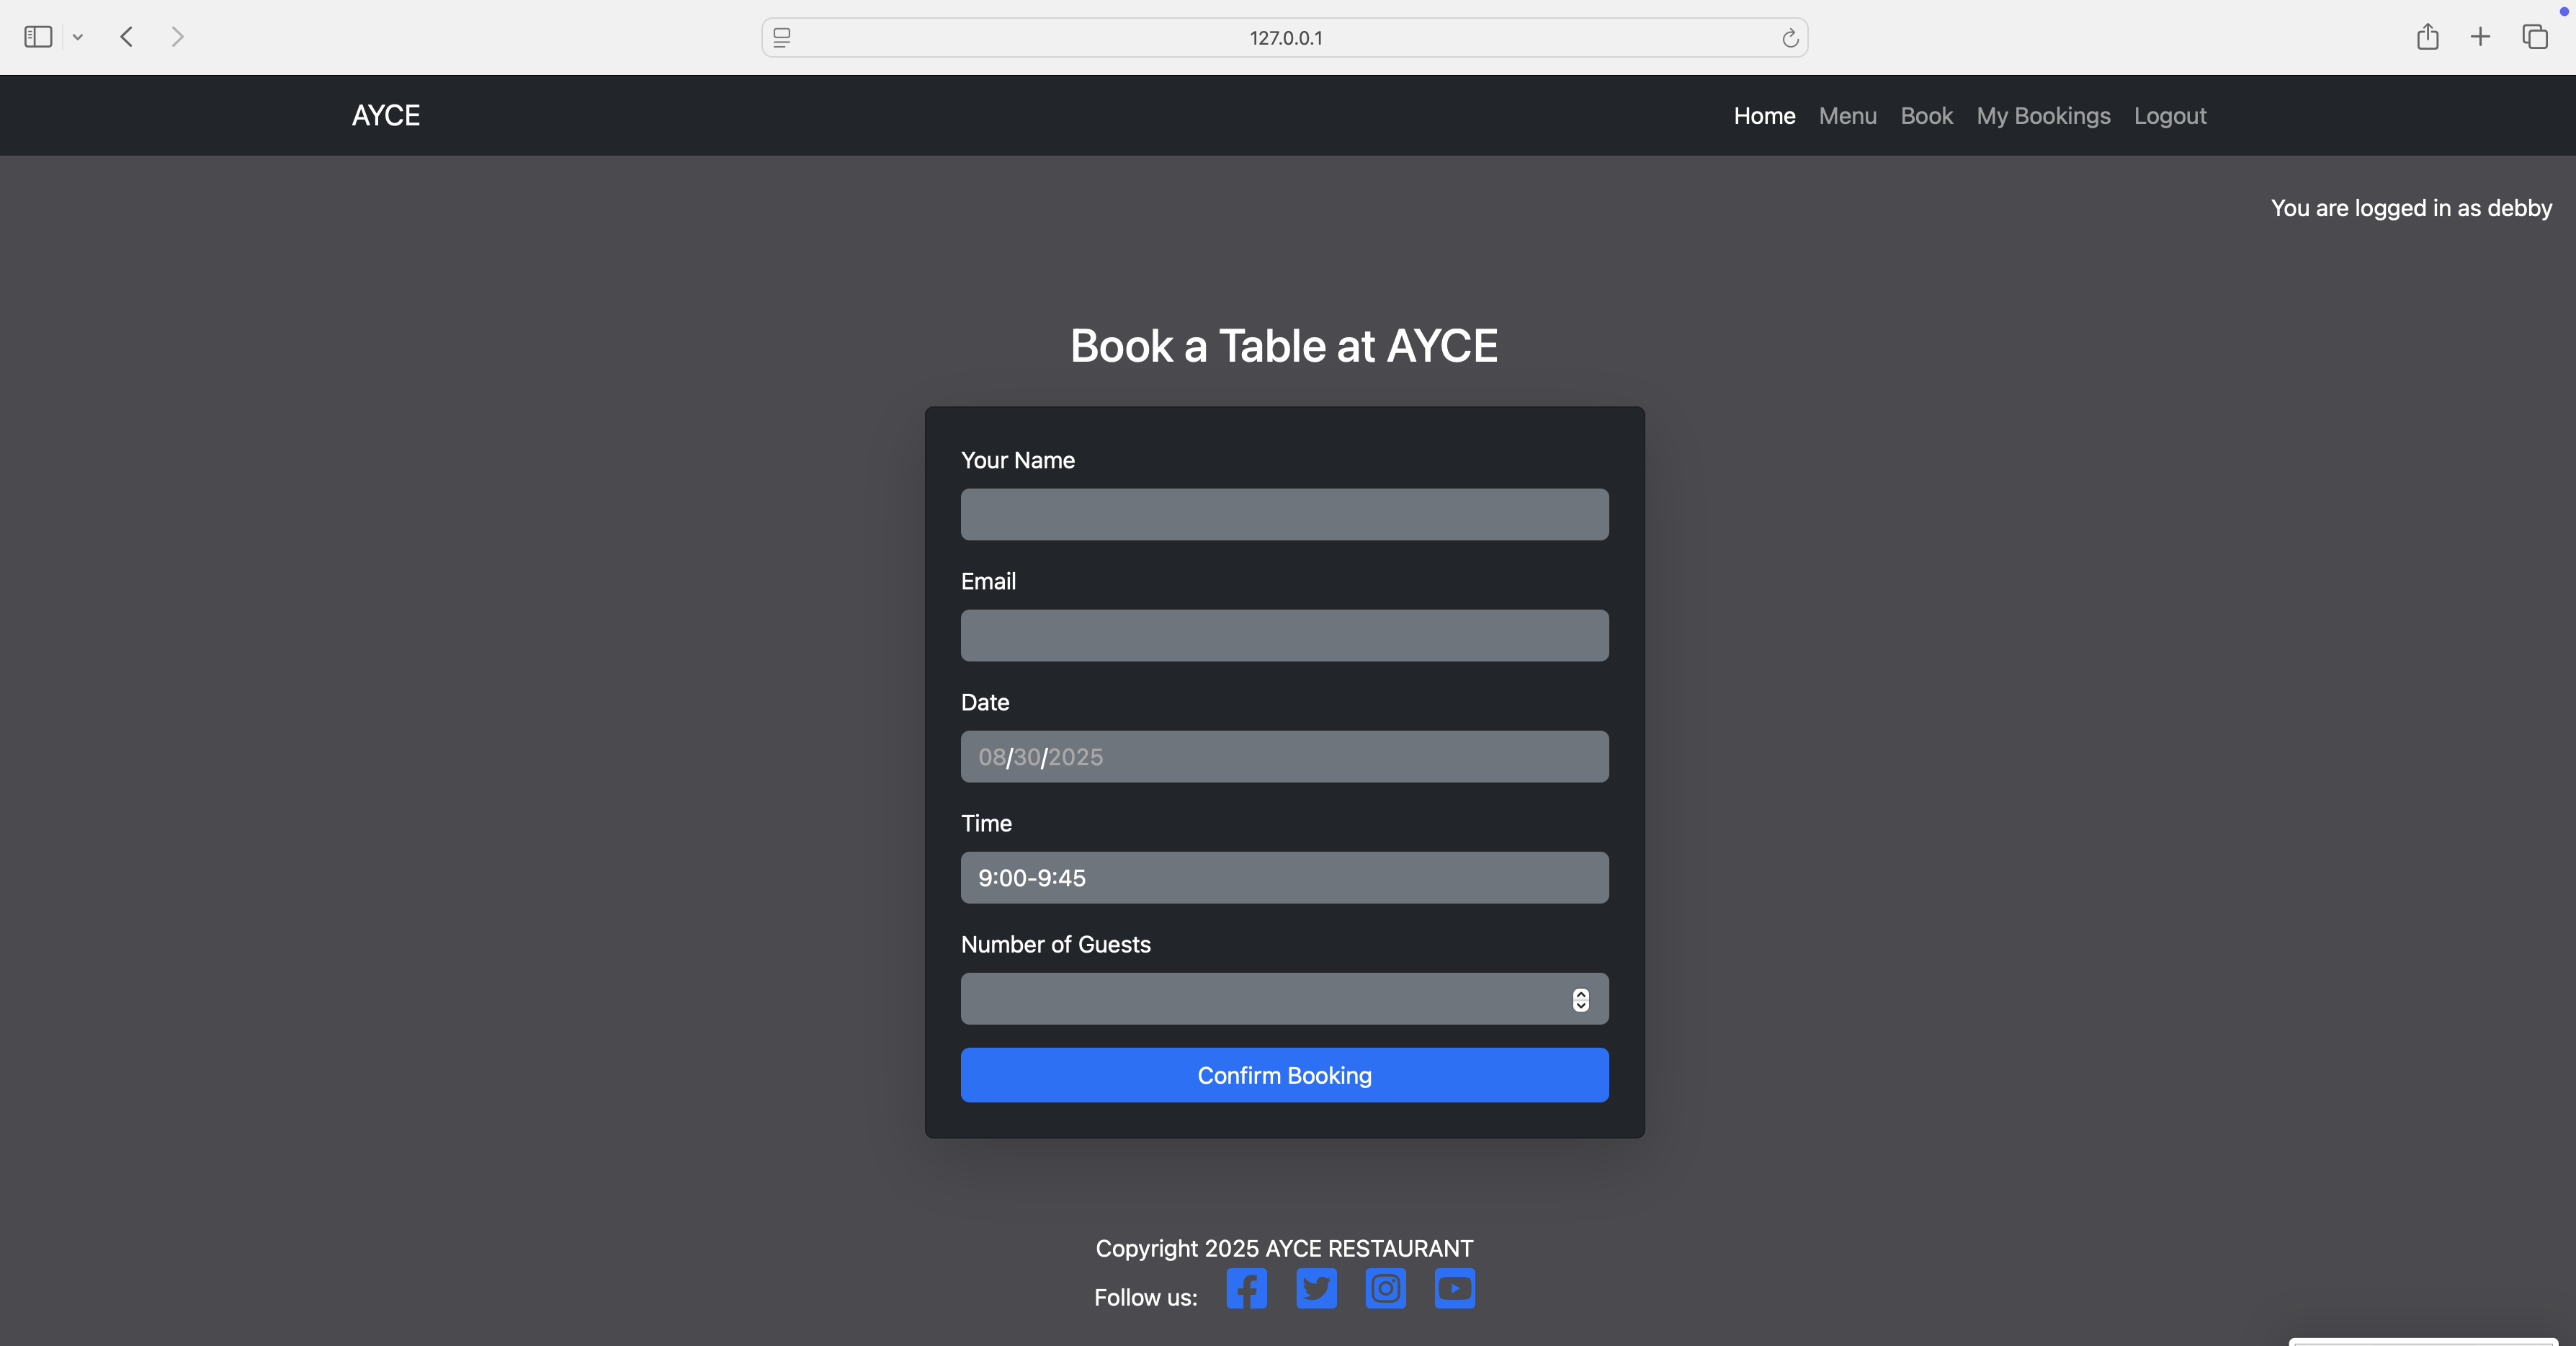 127.0.0.1
AYCE
Home Menu Book My Bookings Logout
You are logged in as debby
Book a Table at AYCE
Your Name
Email
Date
08/30/2025
Time
9:00-9:45
Number of Guests
Confirm Booking
Copyright 2025 AYCE RESTAURANT
Follow us: